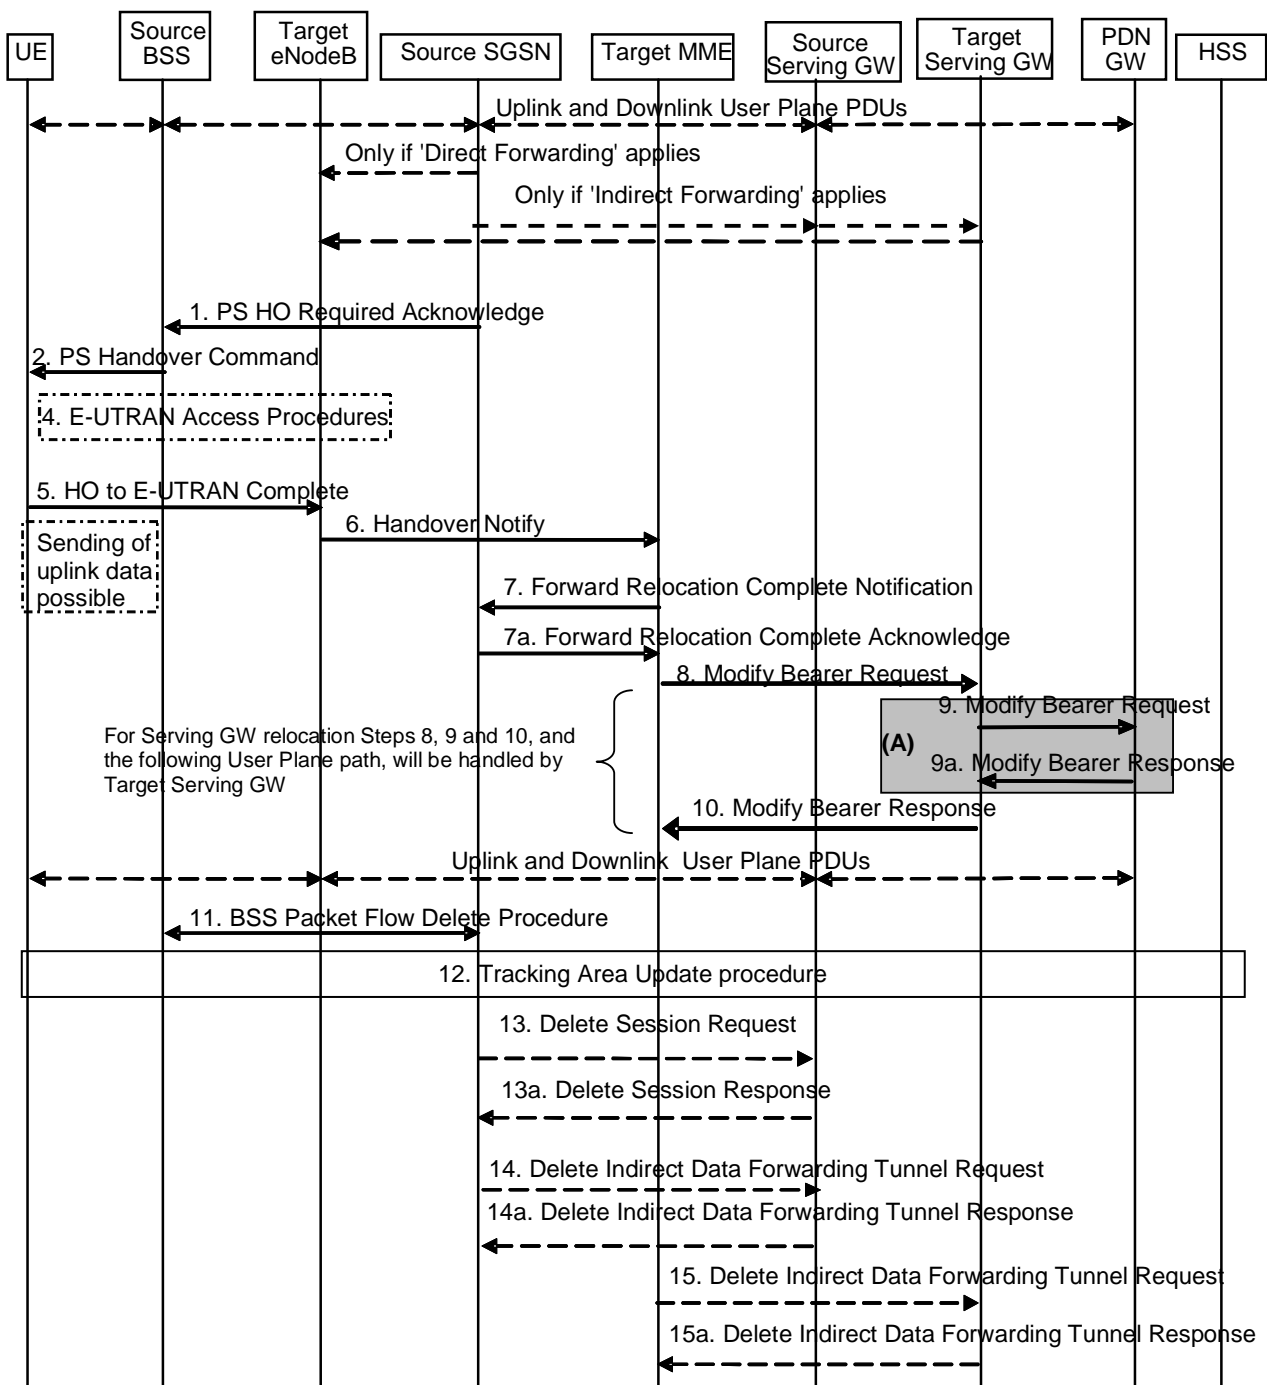 UE
Source
BSS
Target
eNodeB
Source SGSN
Target MME
Source
Serving GW
Target
Serving GW
PDN
GW
HSS
Uplink and Downlink User Plane PDUs
Only if 'Direct Forwarding' applies
Only if 'Indirect Forwarding' applies
1. PS HO Required Acknowledge
2. PS Handover Command
4. E-UTRAN Access Procedures
5. HO to E-UTRAN Complete
6. Handover Notify
Sending of
uplink data
possible
7. Forward Relocation Complete Notification
7a. Forward Relocation Complete Acknowledge
8. Modify Bearer Request
9. Modify Bearer Request
(A)
9a. Modify Bearer Response
For Serving GW relocation Steps 8, 9 and 10, and
the following User Plane path, will be handled by
Target Serving GW
10. Modify Bearer Response
Uplink and Downlink User Plane PDUs
11. BSS Packet Flow Delete Procedure
12. Tracking Area Update procedure
13. Delete Session Request
13a. Delete Session Response
14. Delete Indirect Data Forwarding Tunnel Request
14a. Delete Indirect Data Forwarding Tunnel Response
15. Delete Indirect Data Forwarding Tunnel Request
15a. Delete Indirect Data Forwarding Tunnel Response